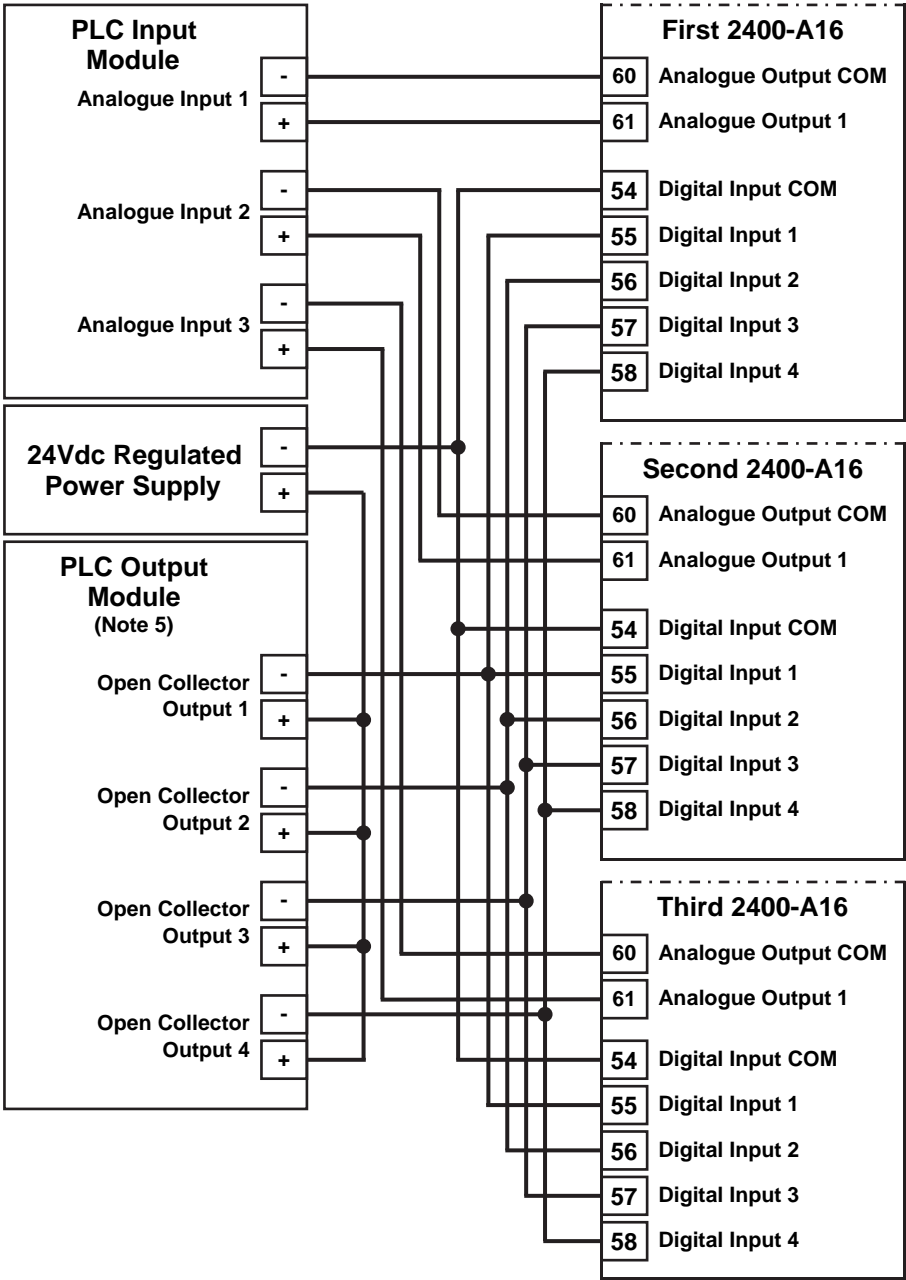 PLC Input
Module
Analogue Input 1
-
+
Analogue Input 2
-
+
Analogue Input 3
-
+
24Vdc Regulated
Power Supply
-
+
PLC Output
Module
(Note 5)
Open Collector
Output 1
-
+
Open Collector
Output 2
-
+
Open Collector
Output 3
-
+
Open Collector
Output 4
-
+
First 2400-A16
60 Analogue Output COM
61 Analogue Output 1
54 Digital Input COM
55 Digital Input 1
56 Digital Input 2
57 Digital Input 3
58 Digital Input 4
Second 2400-A16
60 Analogue Output COM
61 Analogue Output 1
54 Digital Input COM
55 Digital Input 1
56 Digital Input 2
57 Digital Input 3
58 Digital Input 4
Third 2400-A16
60 Analogue Output COM
61 Analogue Output 1
54 Digital Input COM
55 Digital Input 1
56 Digital Input 2
57 Digital Input 3
58 Digital Input 4